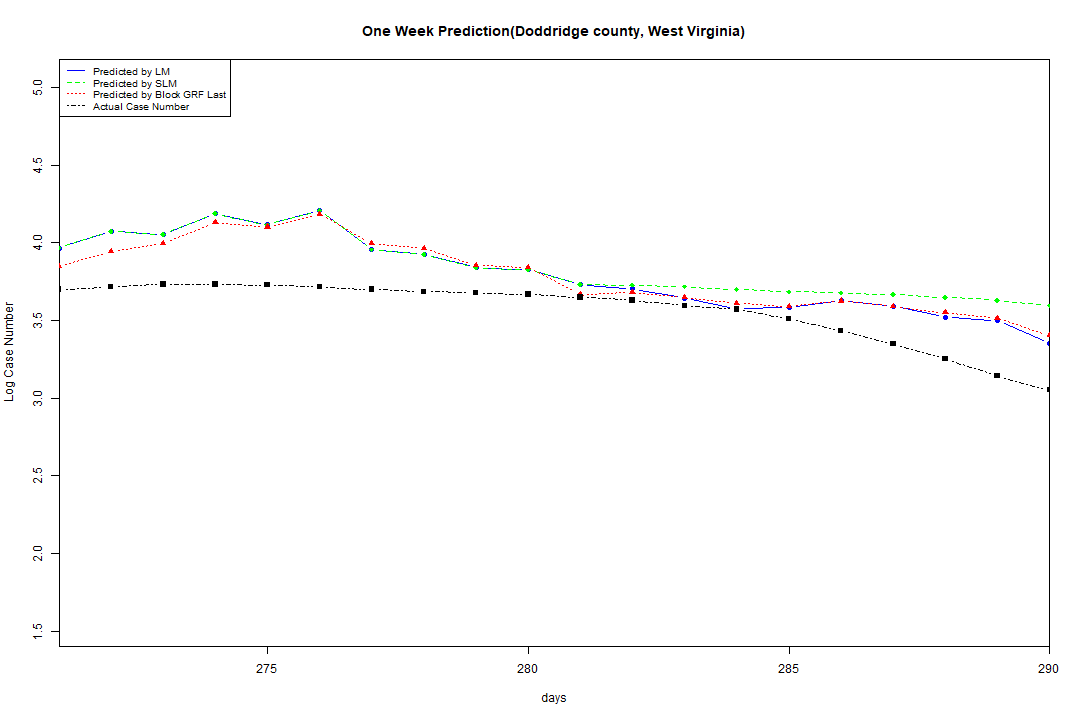 One Week Prediction(Doddridge county, West Virginia)
Predicted by LM
Predicted by SLM
Predicted by Block GRF Last
Actual Case Number
5.0
4.5
4.0
3.5
3.0
2.5
2.0
1.5
Log Case Number
275 280 285 290
days